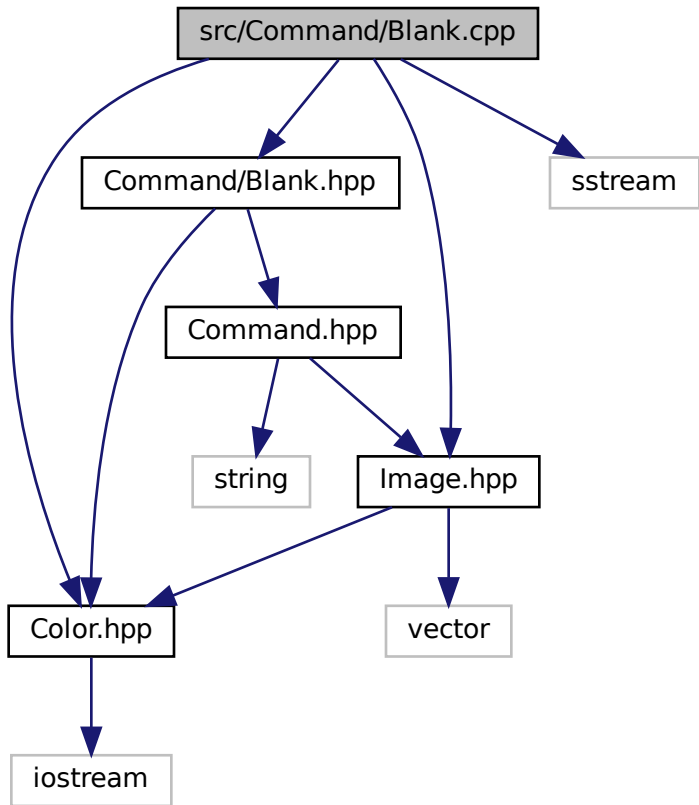 src/Command/Blank.cpp
Command/Blank.hpp
sstream
Command.hpp
string
Image.hpp
Color.hpp
vector
iostream